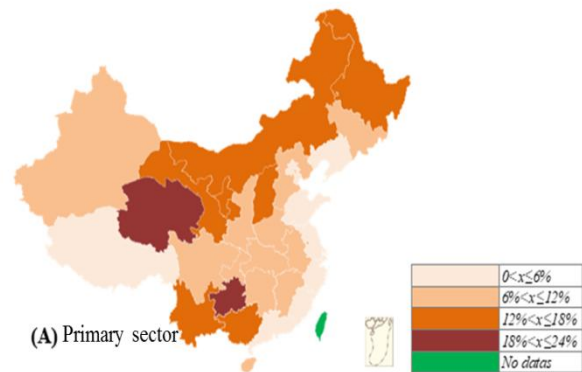 (A) Primary sector
0<x≤6%
6%<x≤12%
12%<x≤18%
18%<x≤24%
No datas